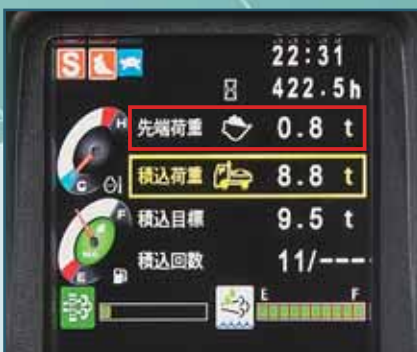 S
22:31
422.5h
H
先端荷重 0.8 t
C
積込荷重 8.8 t
F
積込目標 9.5 t
E
積込回数 11/---
E F